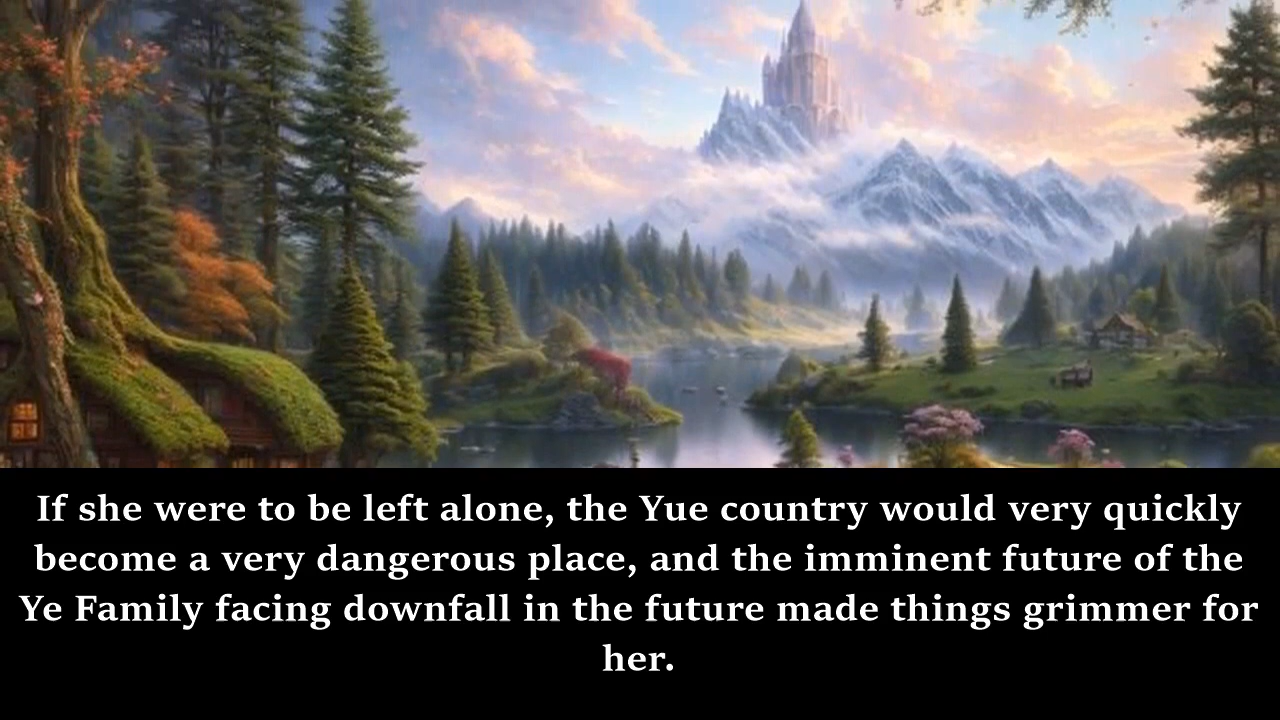 If she were to be left alone, the Yue country would very quickly
become a very dangerous place, and the imminent future of the
Ye Family facing downfall in the future made things grimmer for
her.